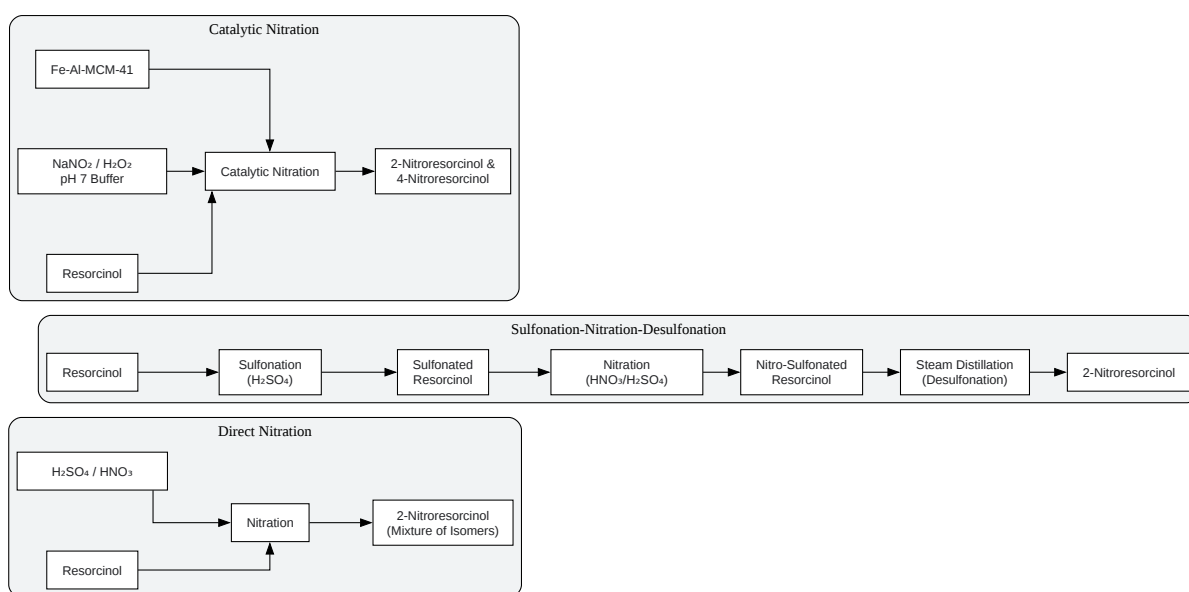 Catalytic Nitration
Fe-Al-MCM-41
NaNO₂ / H₂O₂
pH 7 Buffer
Catalytic Nitration
2-Nitroresorcinol &
4-Nitroresorcinol
Resorcinol
Sulfonation-Nitration-Desulfonation
Resorcinol
Sulfonation
(H₂SO₄)
Sulfonated
Resorcinol
Nitration
(HNO₃/H₂SO₄)
Nitro-Sulfonated
Resorcinol
Steam Distillation
(Desulfonation)
2-Nitroresorcinol
Direct Nitration
H₂SO₄ / HNO₃
Nitration
2-Nitroresorcinol
(Mixture of Isomers)
Resorcinol